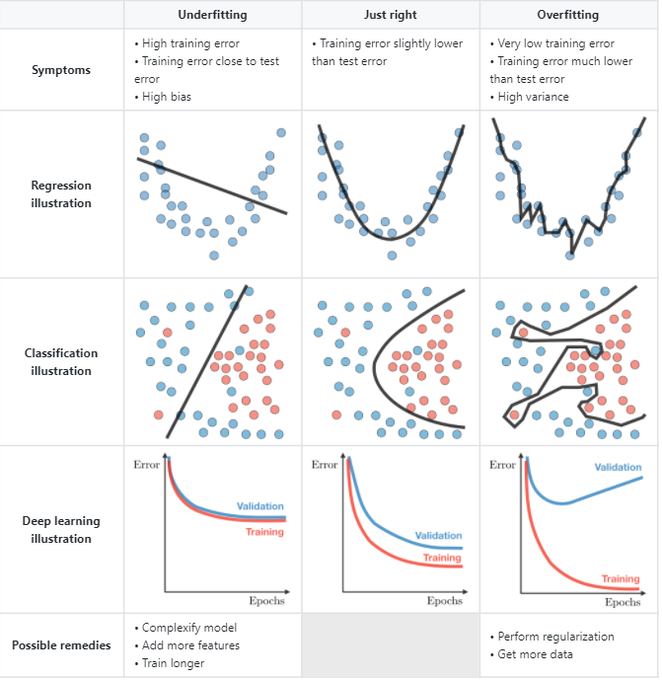 Underfitting
Just right
Overfitting
Symptoms
• High training error
• Training error close to test
error
• High bias
• Training error slightly lower
than test error
• Very low training error
• Training error much lower
than test error
• High variance
Regression
illustration
Classification
illustration
Deep learning
illustration
Error
Validation
Training
Epochs
Error
Validation
Training
Epochs
Error
Validation
Training
Epochs
Possible remedies
• Complexify model
• Add more features
• Train longer
• Perform regularization
• Get more data